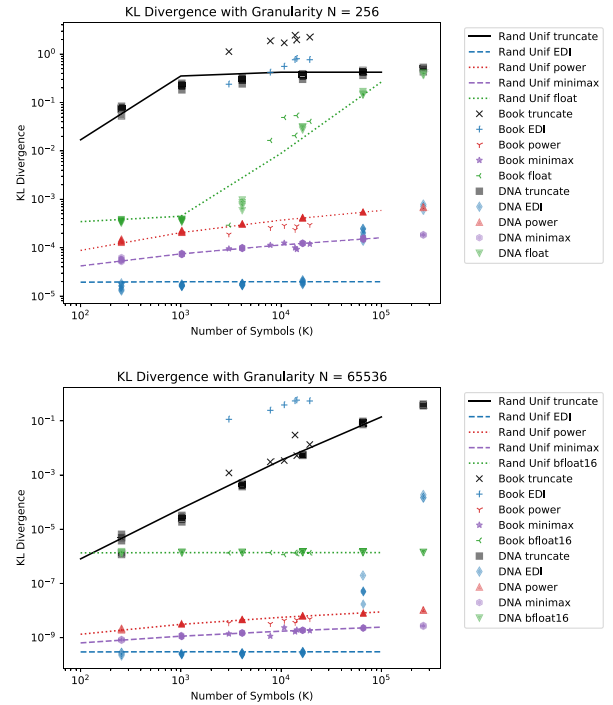 KL Divergence with Granularity N = 256
KL Divergence
10^0
10^-1
10^-2
10^-3
10^-4
10^-5
10^2
10^3
10^4
10^5
Number of Symbols (K)
Rand Unif truncate
Rand Unif EDI
Rand Unif power
Rand Unif minimax
Rand Unif float
Book truncate
Book EDI
Book power
Book minimax
Book float
DNA truncate
DNA EDI
DNA power
DNA minimax
DNA float
KL Divergence with Granularity N = 65536
KL Divergence
10^-1
10^-3
10^-5
10^-7
10^-9
10^2
10^3
10^4
10^5
Number of Symbols (K)
Rand Unif truncate
Rand Unif EDI
Rand Unif power
Rand Unif minimax
Rand Unif bfloat16
Book truncate
Book EDI
Book power
Book minimax
Book bfloat16
DNA truncate
DNA EDI
DNA power
DNA minimax
DNA bfloat16